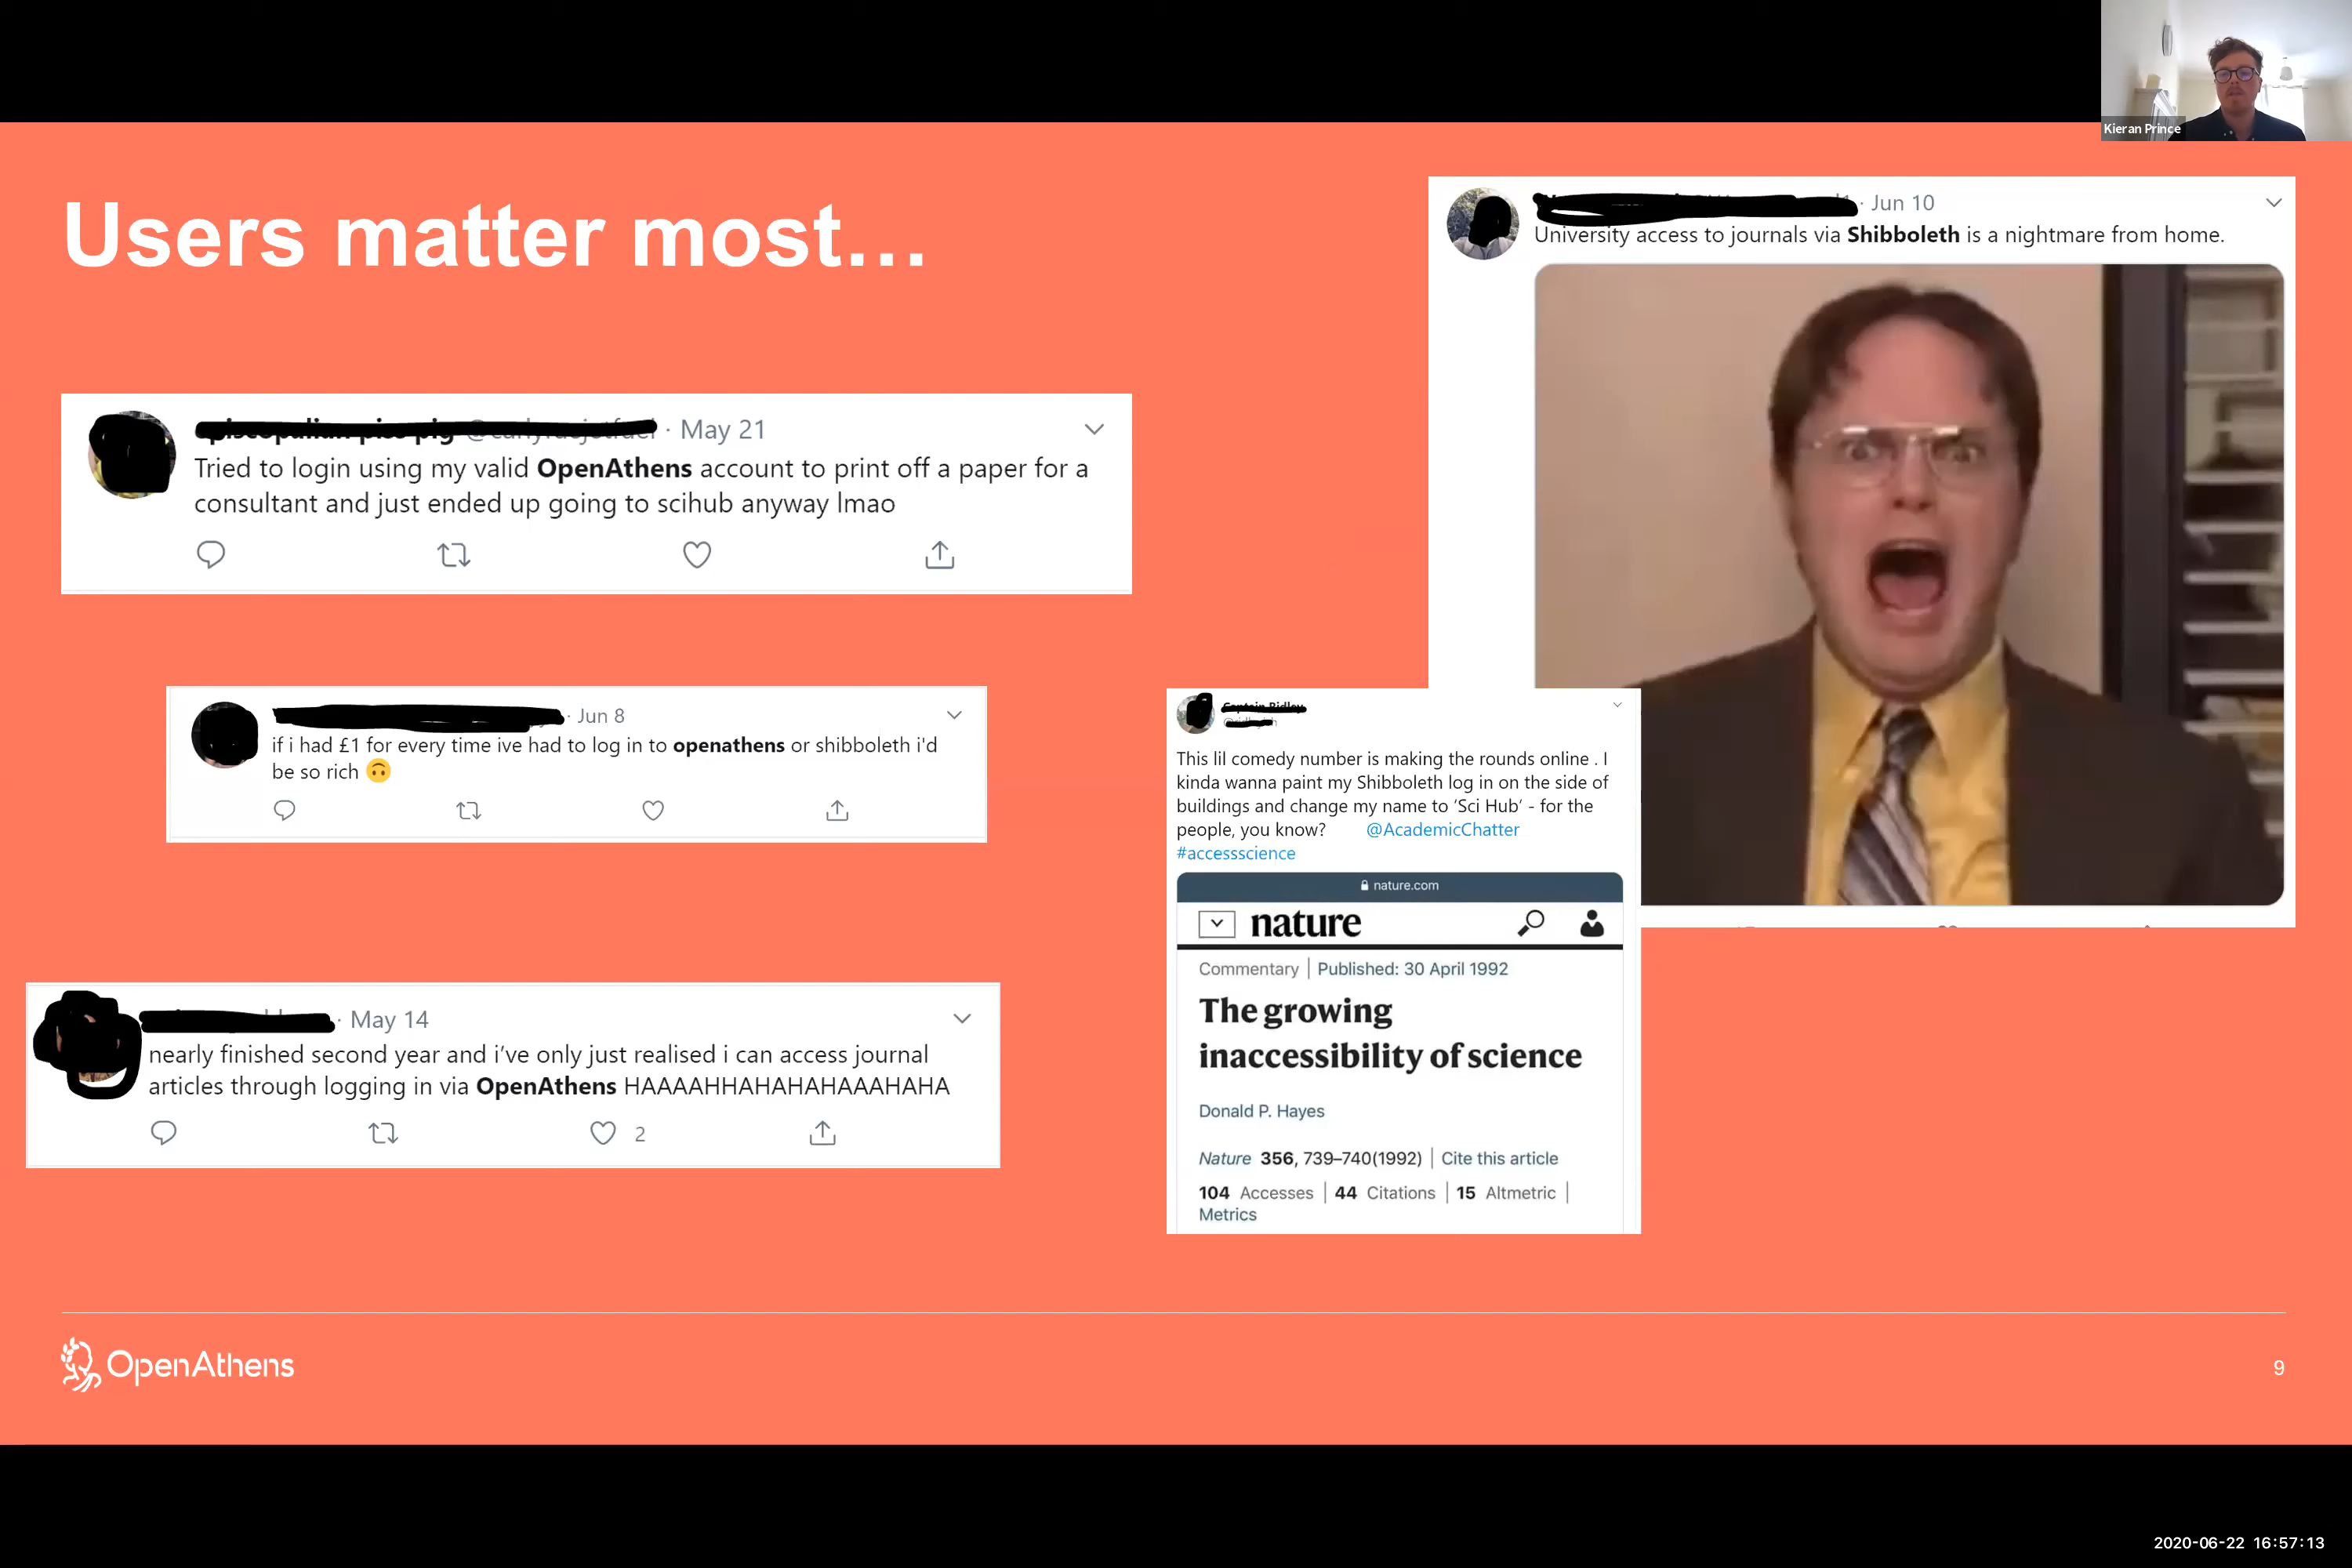 Kieran Prince
Users matter most...
· Jun 10
University access to journals via Shibboleth is a nightmare from home.
· May 21
Tried to login using my valid OpenAthens account to print off a paper for a
consultant and just ended up going to scihub anyway lmao
· Jun 8
if i had £1 for every time ive had to log in to openathens or shibboleth i'd
be so rich 🙃
This lil comedy number is making the rounds online . I
kinda wanna paint my Shibboleth log in on the side of
buildings and change my name to ‘Sci Hub’ - for the
people, you know? @AcademicChatter
#accessscience
nature.com
nature
Commentary | Published: 30 April 1992
The growing
inaccessibility of science
Donald P. Hayes
Nature 356, 739–740(1992) | Cite this article
104 Accesses | 44 Citations | 15 Altmetric |
Metrics
· May 14
nearly finished second year and i’ve only just realised i can access journal
articles through logging in via OpenAthens HAAAAHHAHAHAHAAAHAHA
2
OpenAthens
9
2020-06-22 16:57:13